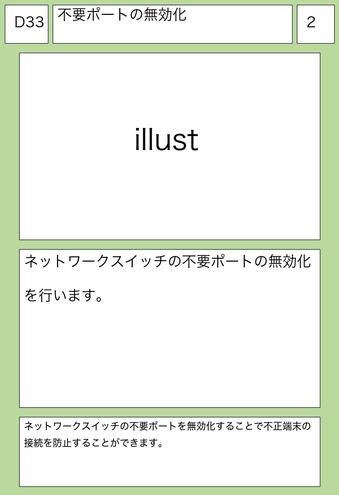 D33
不要ポートの無効化
2
illust
ネットワークスイッチの不要ポートの無効化
を行います。
ネットワークスイッチの不要ポートを無効化することで不正端末の
接続を防止することができます。